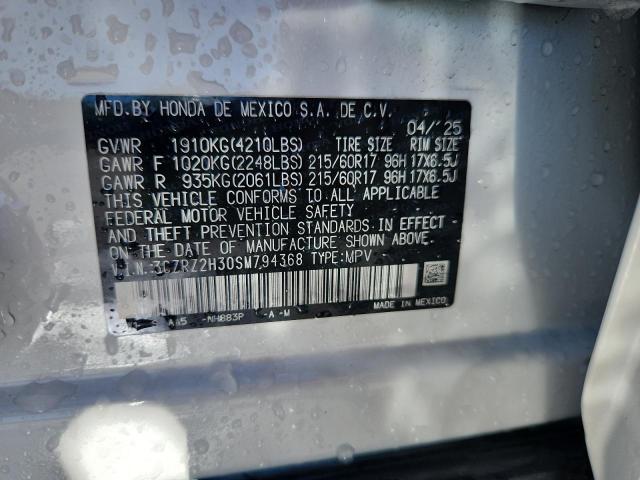 MFD.BY HONDA DE MEXICO S.A. DE C.V.
04/'25
GVWR 1910KG(4210LBS) TIRE SIZE RIM SIZE
GAWR F 1020KG(2248LBS) 215/60R17 96H 17X6.5J
GAWR R 935KG(2061LBS) 215/60R17 96H 17X6.5J
THIS VEHICLE CONFORMS TO ALL APPLICABLE
FEDERAL MOTOR VEHICLE SAFETY
AND THEFT PREVENTION STANDARDS IN EFFECT
ON THE DATE OF MANUFACTURE SHOWN ABOVE.
V.I.N.:3CZRZ2H30SM794368 TYPE:MPV
NH883P -A-M
MADE IN MEXICO